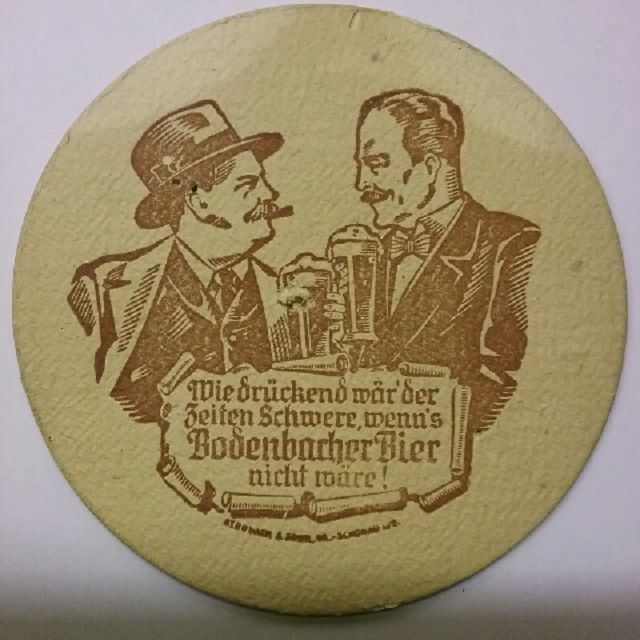 Wie drückend wär' der
Zeiten Schwere, wenn's
Bodenbacher Bier
nicht wäre!